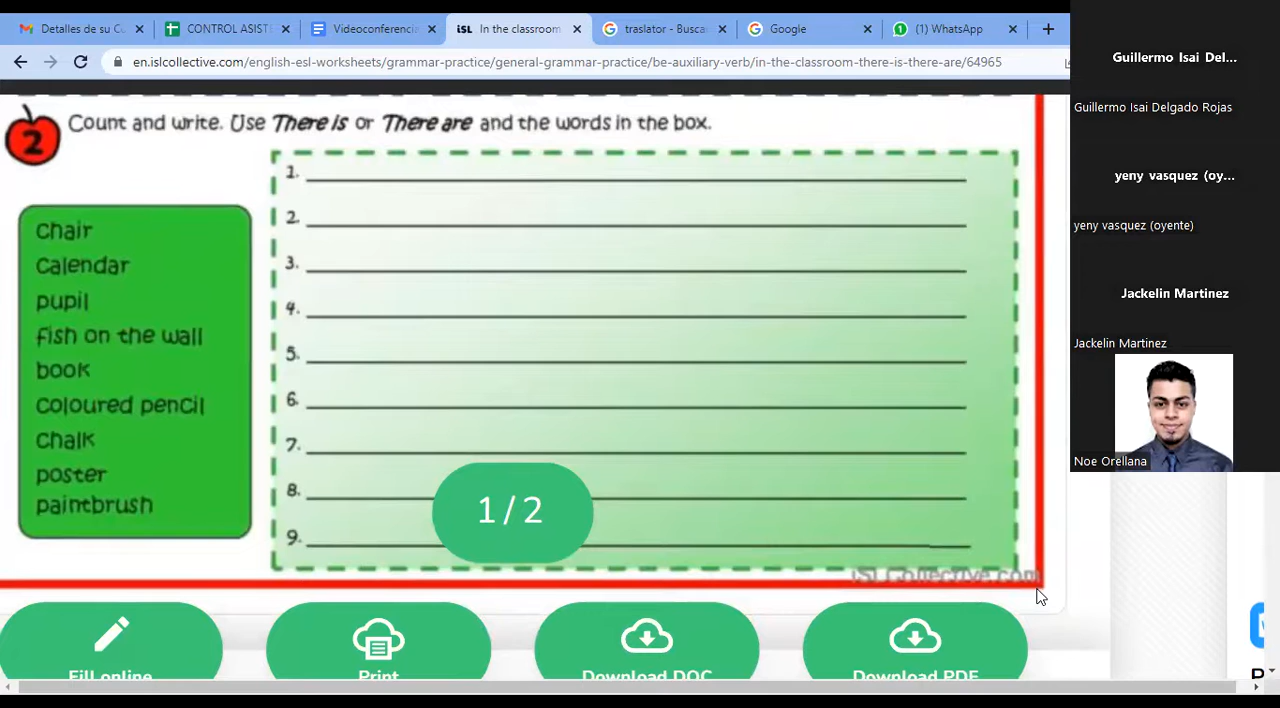 Detalles de su Cu
CONTROL ASIST
Videoconferencia
iSL In the classroom
traslator - Busca
Google
(1) WhatsApp
en.islcollective.com/english-esl-worksheets/grammar-practice/general-grammar-practice/be-auxiliary-verb/in-the-classroom-there-is-there-are/64965
2 Count and write. Use There is or There are and the words in the box.
chair
calendar
pupil
fish on the wall
book
coloured pencil
chalk
poster
paintbrush
1.
2.
3.
4.
5.
6.
7.
8.
9.
1 / 2
iSLCollective.com
Fill online
Print
Download DOC
Download PDF
Guillermo Isai Del...
Guillermo Isai Delgado Rojas
yeny vasquez (oy...
yeny vasquez (oyente)
Jackelin Martinez
Jackelin Martinez
Noe Orellana